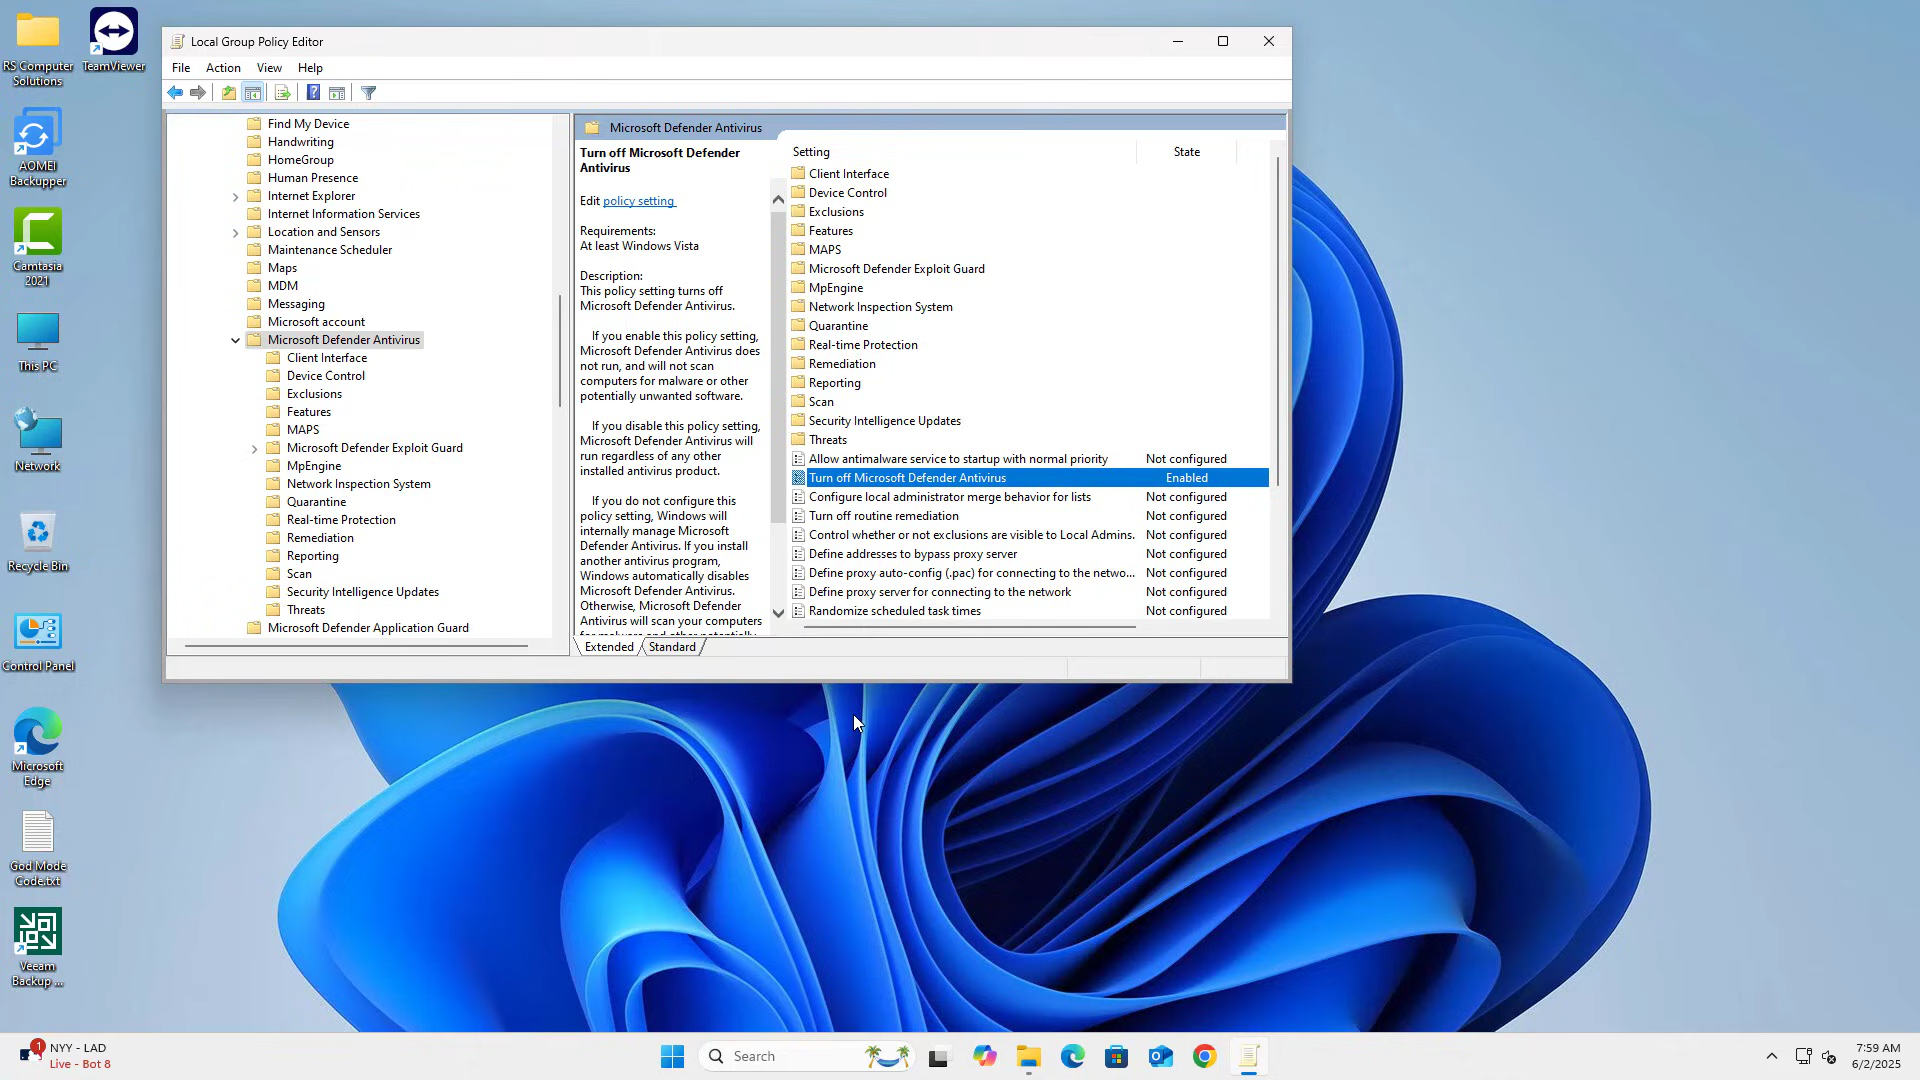 RS Computer
Solutions
TeamViewer
AOMEI
Backupper
Camtasia
2021
This PC
Network
Recycle Bin
Control Panel
Microsoft
Edge
God Mode
Code.txt
Veeam
Backup ...
Local Group Policy Editor
File Action View Help
Find My Device
Handwriting
HomeGroup
Human Presence
Internet Explorer
Internet Information Services
Location and Sensors
Maintenance Scheduler
Maps
MDM
Messaging
Microsoft account
Microsoft Defender Antivirus
Client Interface
Device Control
Exclusions
Features
MAPS
Microsoft Defender Exploit Guard
MpEngine
Network Inspection System
Quarantine
Real-time Protection
Remediation
Reporting
Scan
Security Intelligence Updates
Threats
Microsoft Defender Application Guard
Microsoft Defender Antivirus
Turn off Microsoft Defender
Antivirus
Edit policy setting
Requirements:
At least Windows Vista
Description:
This policy setting turns off
Microsoft Defender Antivirus.
If you enable this policy setting,
Microsoft Defender Antivirus does
not run, and will not scan
computers for malware or other
potentially unwanted software.
If you disable this policy setting,
Microsoft Defender Antivirus will
run regardless of any other
installed antivirus product.
If you do not configure this
policy setting, Windows will
internally manage Microsoft
Defender Antivirus. If you install
another antivirus program,
Windows automatically disables
Microsoft Defender Antivirus.
Otherwise, Microsoft Defender
Antivirus will scan your computers
for malware and other potentially
Setting State
Client Interface
Device Control
Exclusions
Features
MAPS
Microsoft Defender Exploit Guard
MpEngine
Network Inspection System
Quarantine
Real-time Protection
Remediation
Reporting
Scan
Security Intelligence Updates
Threats
Allow antimalware service to startup with normal priority Not configured
Turn off Microsoft Defender Antivirus Enabled
Configure local administrator merge behavior for lists Not configured
Turn off routine remediation Not configured
Control whether or not exclusions are visible to Local Admins. Not configured
Define addresses to bypass proxy server Not configured
Define proxy auto-config (.pac) for connecting to the netwo... Not configured
Define proxy server for connecting to the network Not configured
Randomize scheduled task times Not configured
Extended Standard
1
NYY - LAD
Live - Bot 8
Search
7:59 AM
6/2/2025